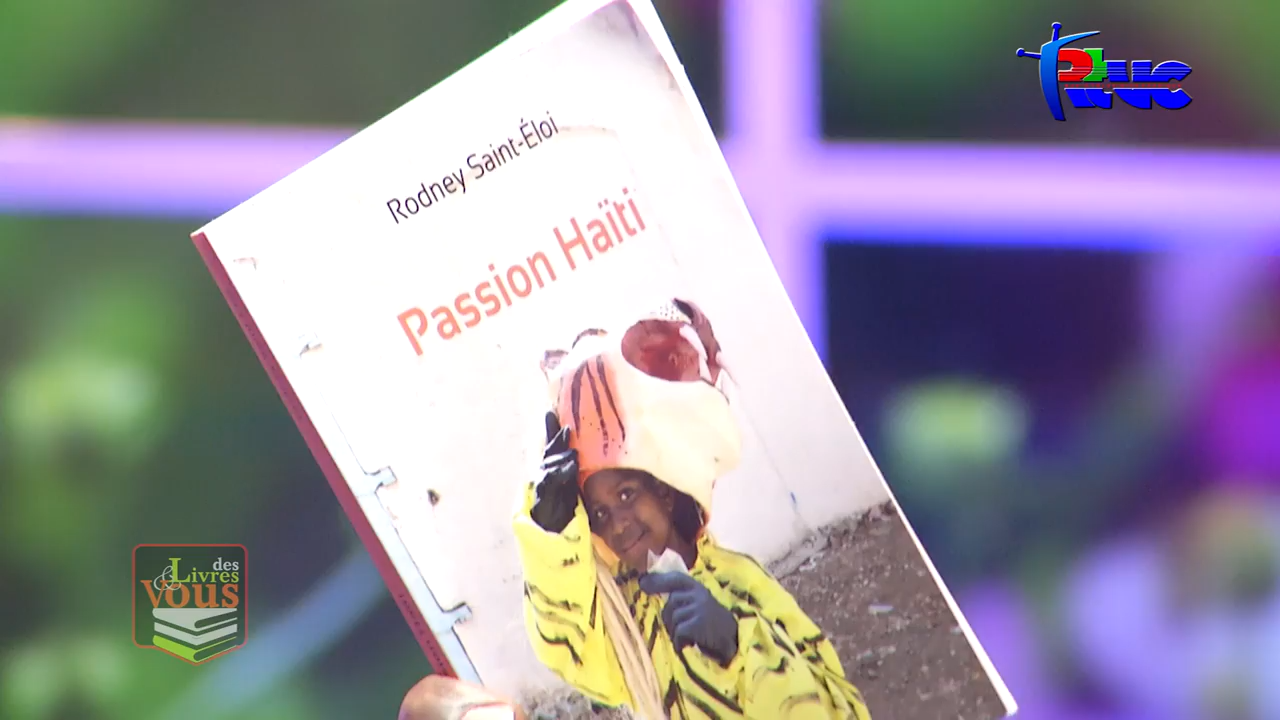 Rodney Saint-Éloi
Passion Haïti
des
Livres
& Vous